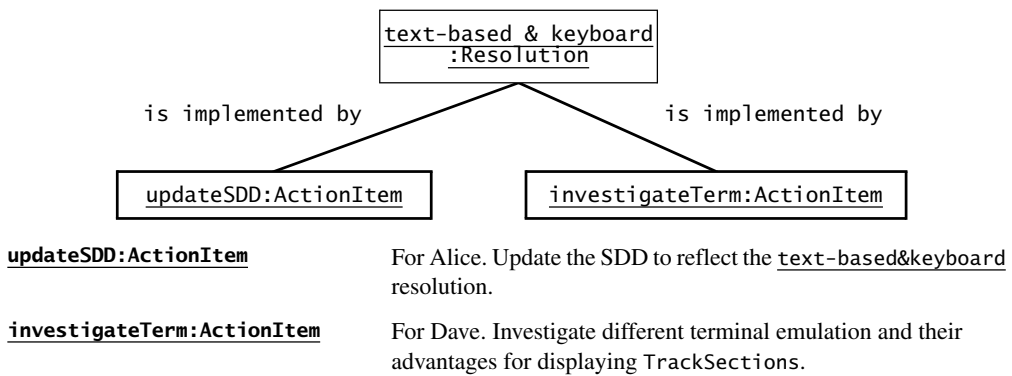 text-based & keyboard
:Resolution
is implemented by
is implemented by
updateSDD:ActionItem
investigateTerm:ActionItem
updateSDD:ActionItem For Alice. Update the SDD to reflect the text-based&keyboard
resolution.
investigateTerm:ActionItem For Dave. Investigate different terminal emulation and their
advantages for displaying TrackSections.